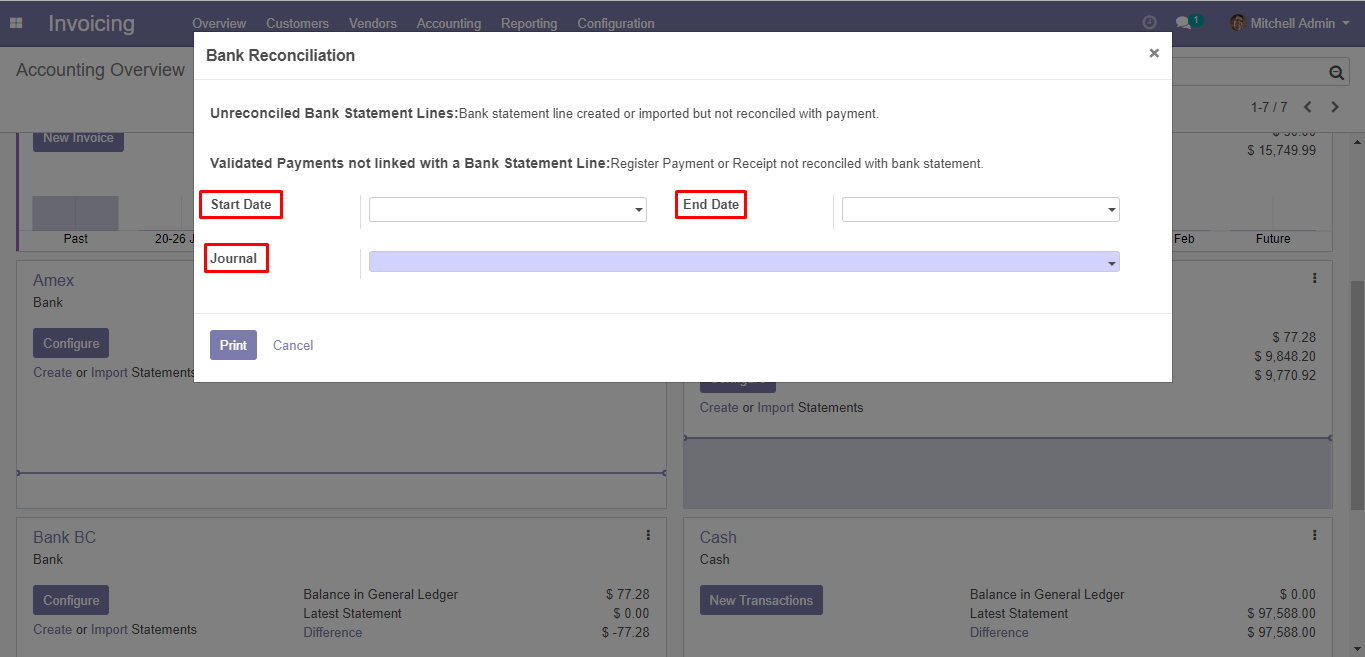 Invoicing Overview Customers Vendors Accounting Reporting Configuration 1 Mitchell Admin
Accounting Overview
1-7 / 7
Bank Reconciliation ×
Unreconciled Bank Statement Lines:Bank statement line created or imported but not reconciled with payment.
Validated Payments not linked with a Bank Statement Line:Register Payment or Receipt not reconciled with bank statement.
Start Date End Date
Journal
Print Cancel
New Invoice
$ 15,749.99
Past 20-26 J Feb Future
Amex
Bank
Configure
Create or Import Statements
$ 77.28
$ 9,848.20
$ 9,770.92
Create or Import Statements
Bank BC
Bank
Configure
Create or Import Statements
Balance in General Ledger $ 77.28
Latest Statement $ 0.00
Difference $ -77.28
Cash
Cash
New Transactions
Balance in General Ledger $ 0.00
Latest Statement $ 97,588.00
Difference $ 97,588.00